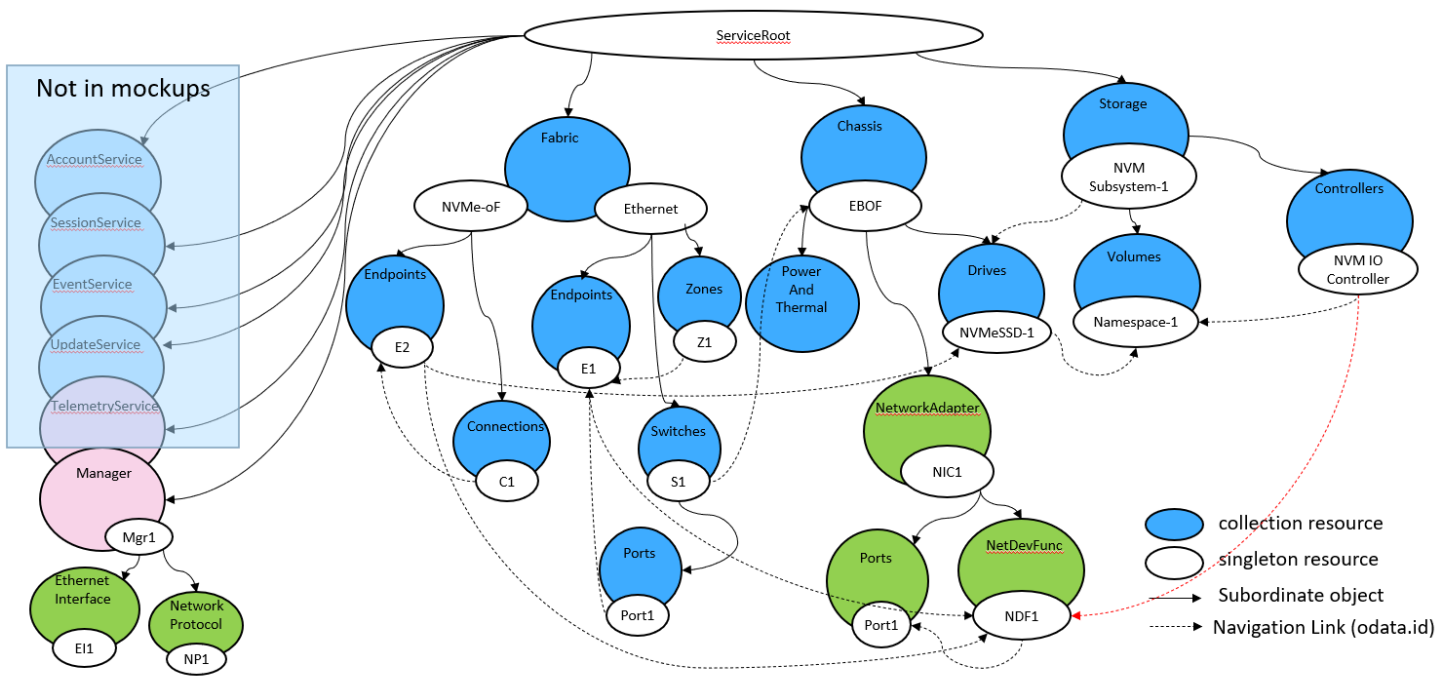 ServiceRoot
Not in mockups
AccountService
SessionService
EventService
UpdateService
TelemetryService
Manager
Mgr1
Ethernet
Interface
EI1
Network
Protocol
NP1
Fabric
NVMe-oF
Ethernet
Endpoints
E2
Connections
C1
Endpoints
E1
Zones
Z1
Switches
S1
Ports
Port1
Chassis
EBOF
Power
And
Thermal
Drives
NVMeSSD-1
NetworkAdapter
NIC1
Ports
Port1
NetDevFunc
NDF1
Storage
NVM
Subsystem-1
Volumes
Namespace-1
Controllers
NVM IO
Controller
collection resource
singleton resource
Subordinate object
Navigation Link (odata.id)